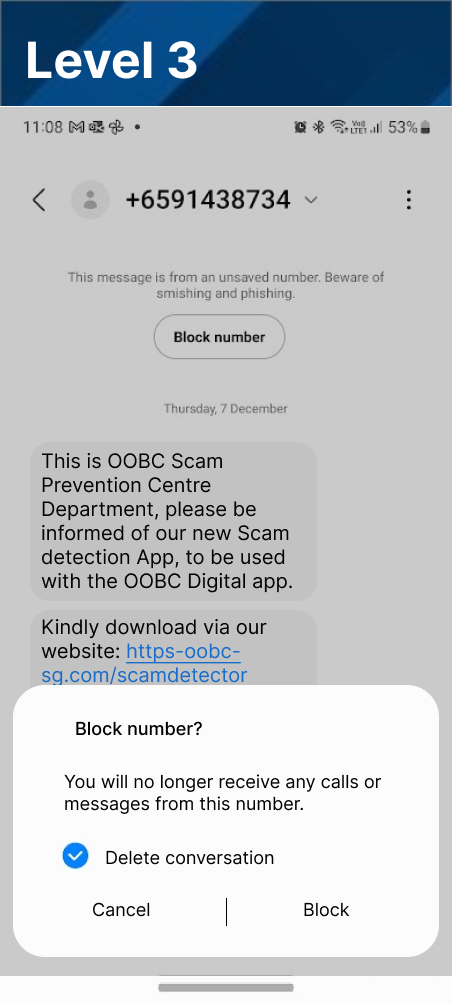 Level 3
11:08
53%
+6591438734
This message is from an unsaved number. Beware of
smishing and phishing.
Block number
Thursday, 7 December
This is OOBC Scam
Prevention Centre
Department, please be
informed of our new Scam
detection App, to be used
with the OOBC Digital app.
Kindly download via our
website: https-oobc-
sg.com/scamdetector
Block number?
You will no longer receive any calls or
messages from this number.
Delete conversation
Cancel
Block